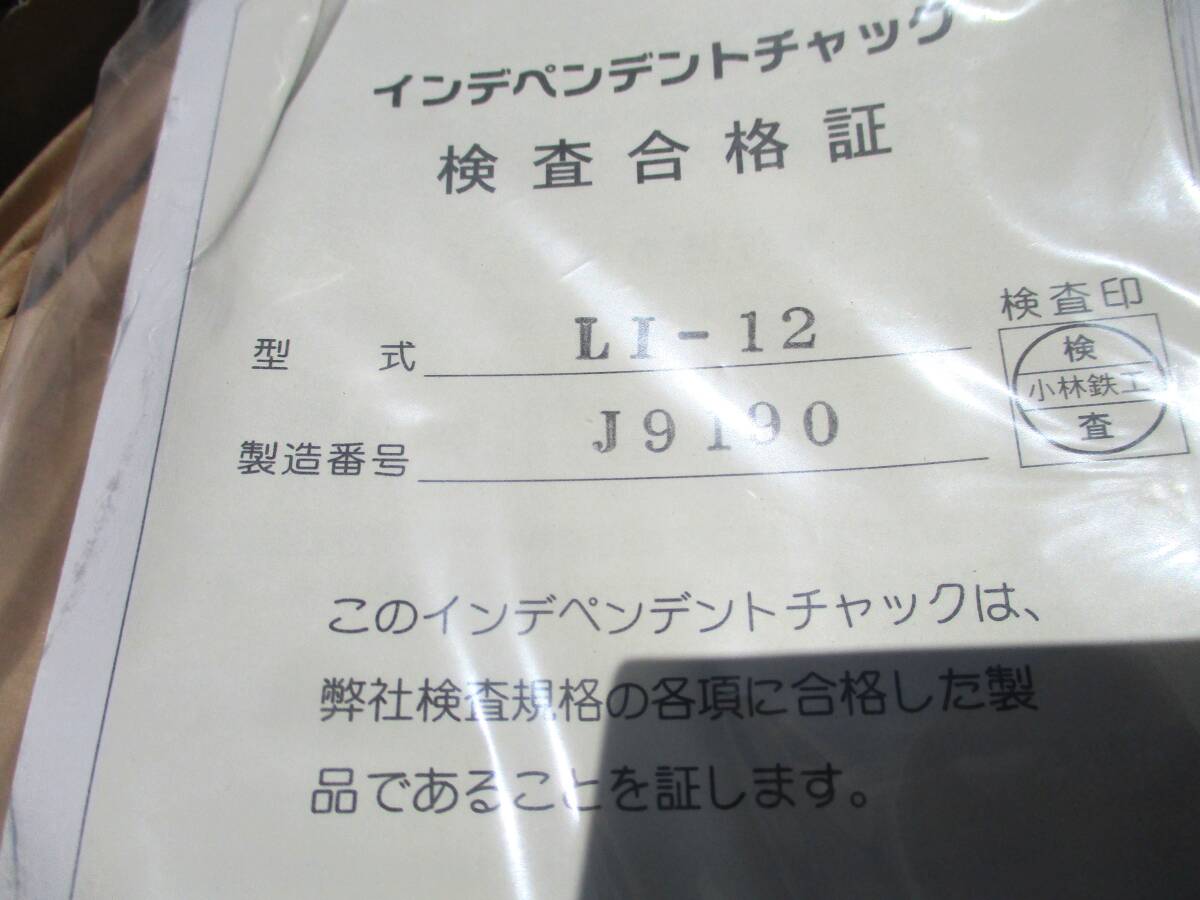 インデペンデントチャック
検査合格証
型　式 LI-12
製造番号 J9190
検査印
検
小林鉄工
査
このインデペンデントチャックは、
弊社検査規格の各項に合格した製
品であることを証します。